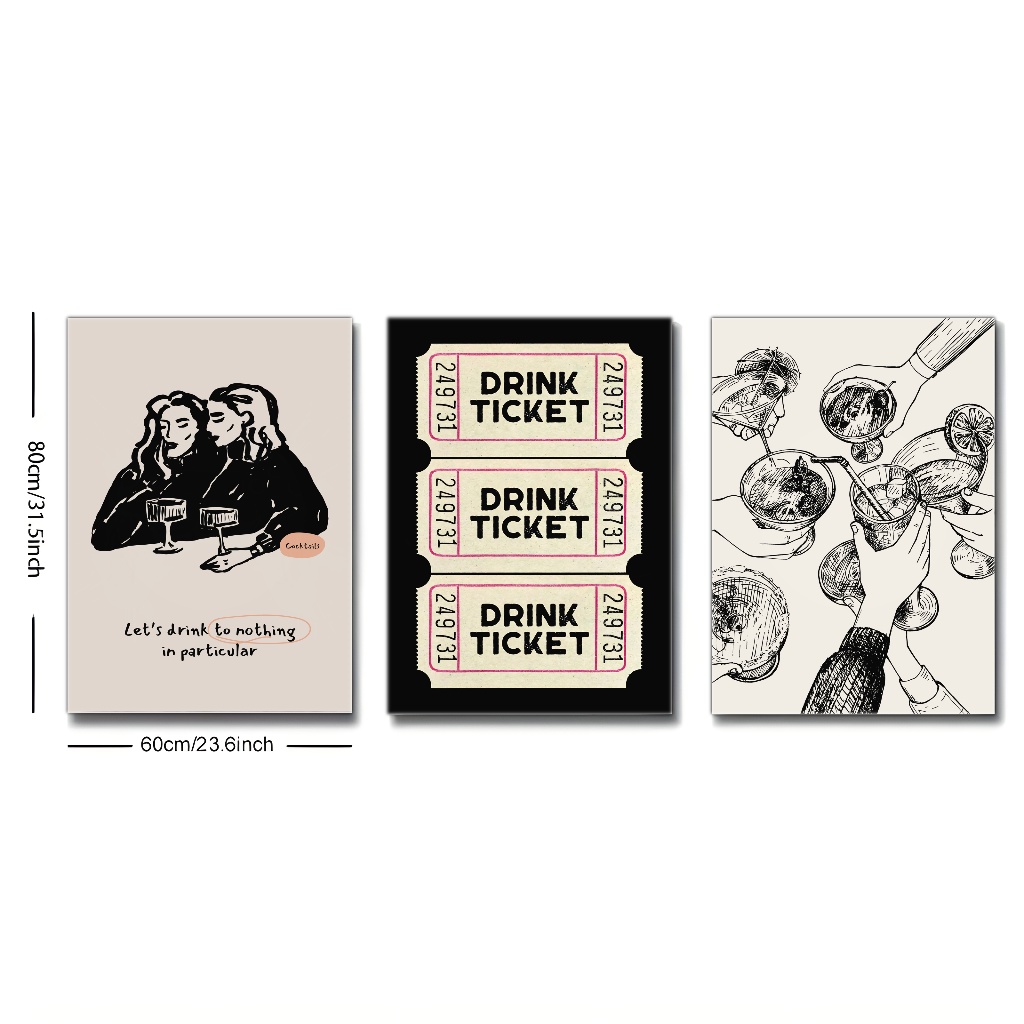 80cm/31.5inch
Cocktails
Let's drink to nothing
in particular
60cm/23.6inch
249731
DRINK
TICKET
249731
249731
DRINK
TICKET
249731
249731
DRINK
TICKET
249731